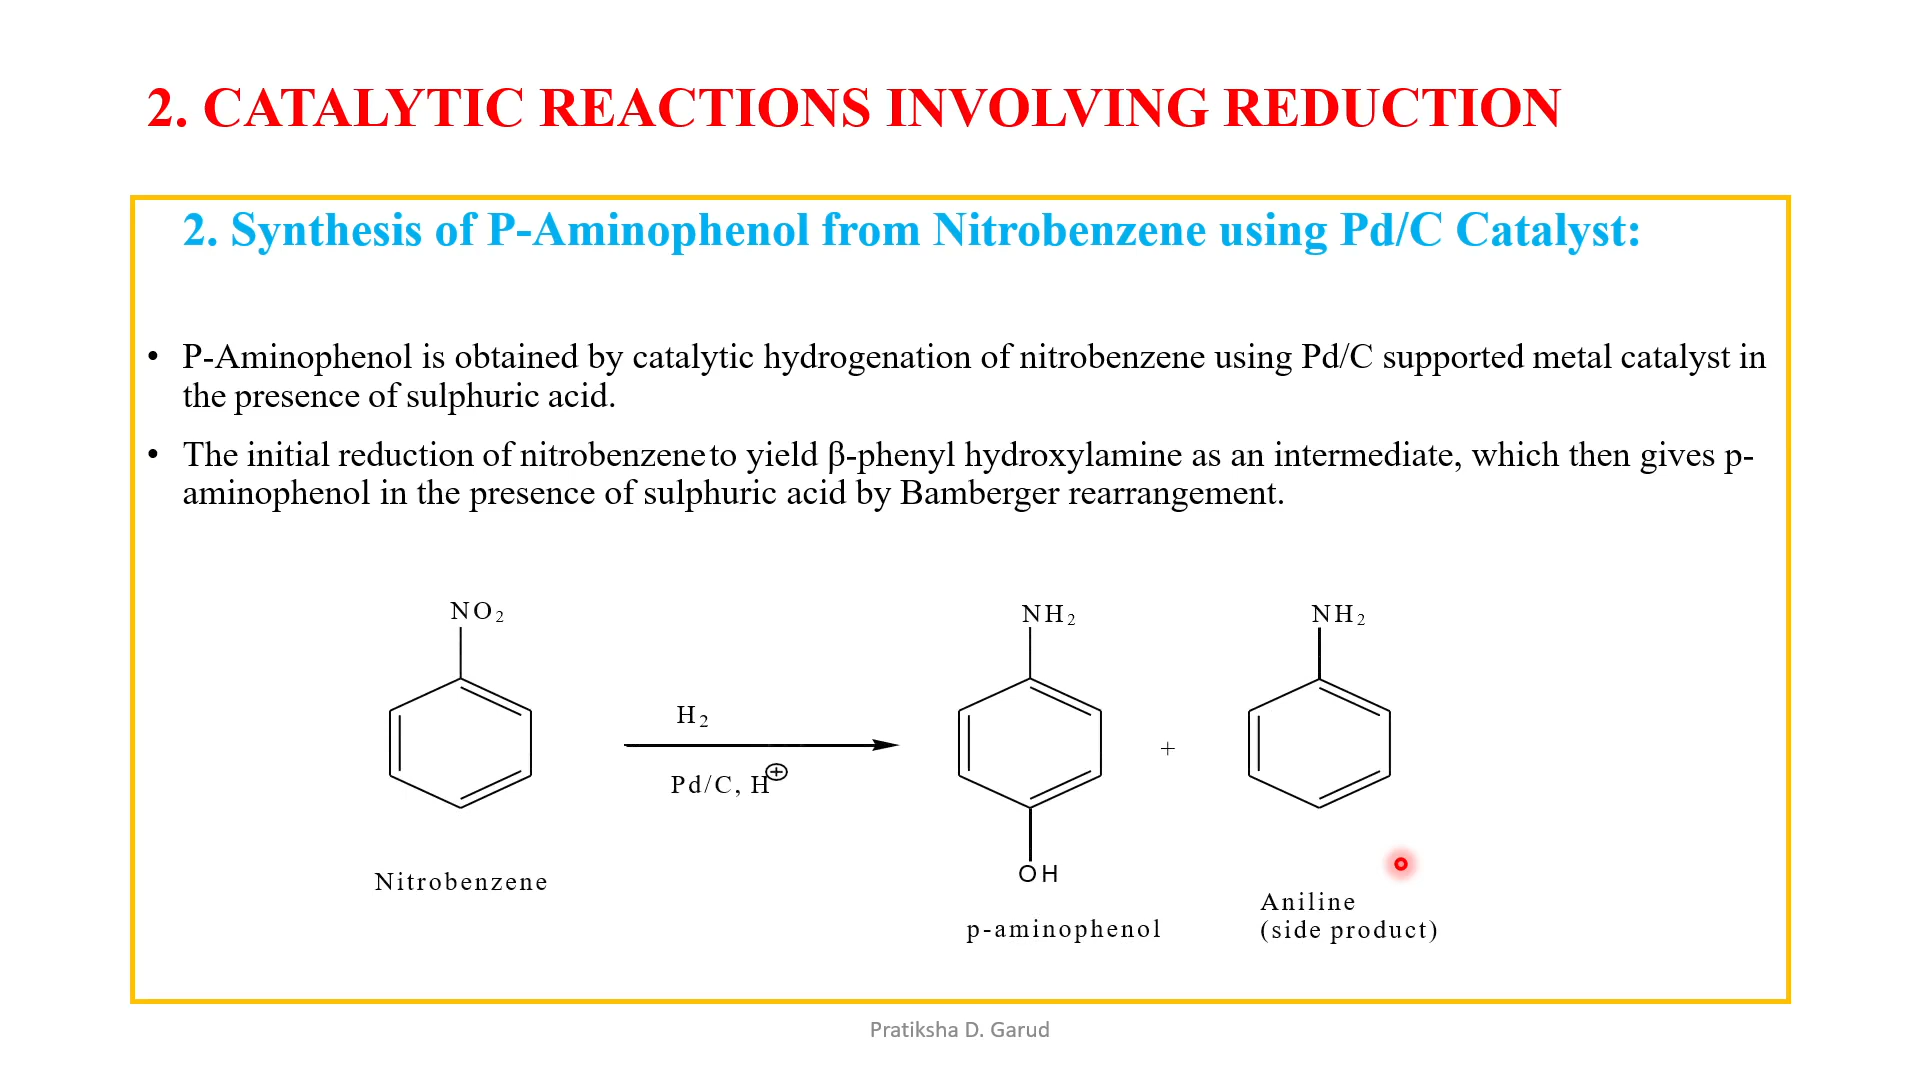 2. CATALYTIC REACTIONS INVOLVING REDUCTION
2. Synthesis of P-Aminophenol from Nitrobenzene using Pd/C Catalyst:
• P-Aminophenol is obtained by catalytic hydrogenation of nitrobenzene using Pd/C supported metal catalyst in
the presence of sulphuric acid.
• The initial reduction of nitrobenzene to yield β-phenyl hydroxylamine as an intermediate, which then gives p-
aminophenol in the presence of sulphuric acid by Bamberger rearrangement.
NO₂
NH₂
NH₂
H₂
+
Pd/C, H⊕
OH
Nitrobenzene
Aniline
p-aminophenol
(side product)
Pratiksha D. Garud